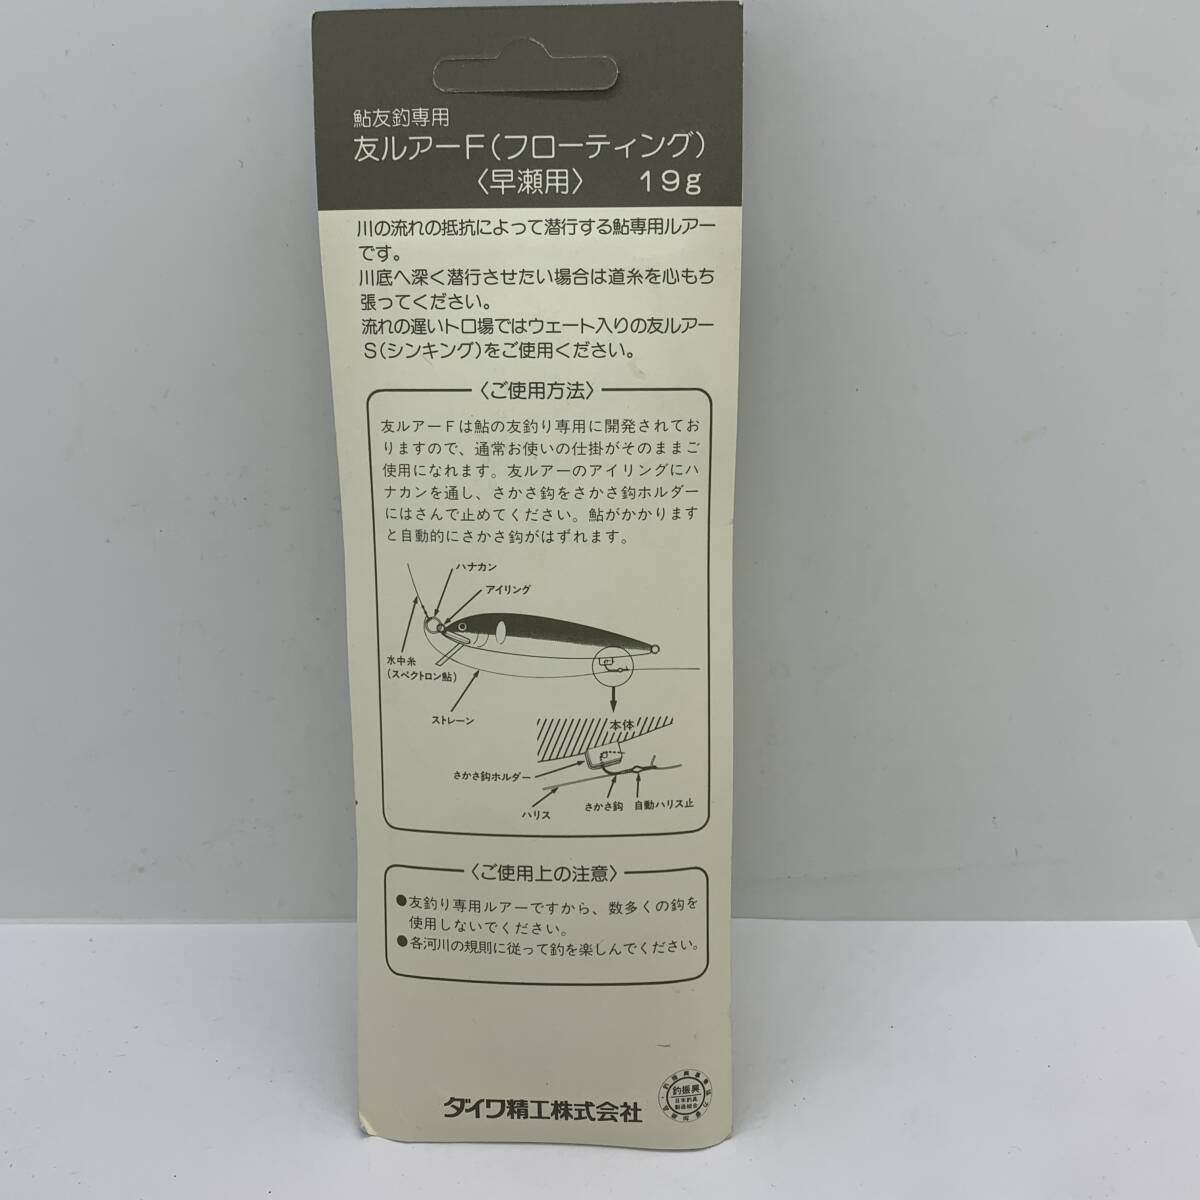 鮎友釣専用
友ルアーF(フローティング)
〈早瀬用〉 19g
川の流れの抵抗によって潜行する鮎専用ルアー
です。
川底へ深く潜行させたい場合は道糸を心もち
張ってください。
流れの遅いトロ場ではウェート入りの友ルアー
S(シンキング)をご使用ください。
〈ご使用方法〉
友ルアーFは鮎の友釣り専用に開発されてお
りますので、通常お使いの仕掛がそのままご
使用になれます。友ルアーのアイリングにハ
ナカンを通し、さかさ鈎をさかさ鈎ホルダー
にはさんで止めてください。鮎がかかります
と自動的にさかさ鈎がはずれます。
ハナカン
アイリング
水中糸
(スペクトロン鮎)
ストレーン
本体
さかさ鈎ホルダー
ハリス
さかさ鈎
自動ハリス止
〈ご使用上の注意〉
●友釣り専用ルアーですから、数多くの鈎を
使用しないでください。
●各河川の規則に従って釣を楽しんでください。
ダイワ精工株式会社
釣振興
日本釣具
製造組合